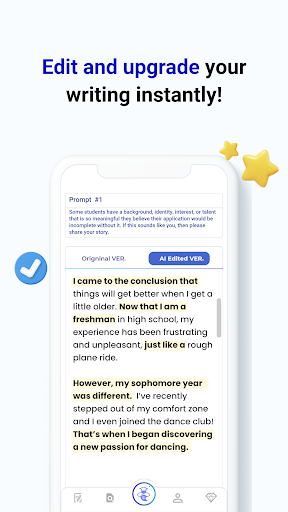 Edit and upgrade your
writing instantly!
Prompt #1
Some students have a background, identity, interest, or talent
that is so meaningful they believe their application would be
incomplete without it. If this sounds like you, then please
share your story.
Origninal VER.
AI Edited VER.
I came to the conclusion that
things will get better when I get a
little older. Now that I am a
freshman in high school, my
experience has been frustrating
and unpleasant, just like a rough
plane ride.
However, my sophomore year
was different. I've recently
stepped out of my comfort zone
and I even joined the dance club!
That's when I began discovering
a new passion for dancing.